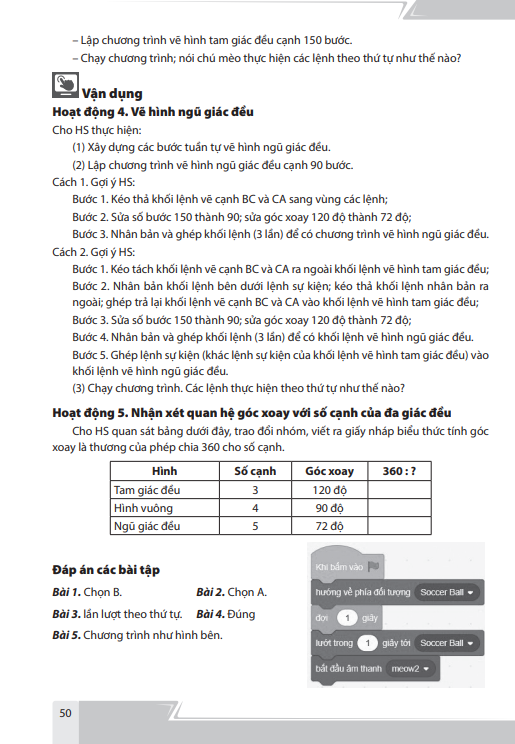 – Lập chương trình vẽ hình tam giác đều cạnh 150 bước.
– Chạy chương trình; nói chú mèo thực hiện các lệnh theo thứ tự như thế nào?
Vận dụng
Hoạt động 4. Vẽ hình ngũ giác đều
Cho HS thực hiện:
(1) Xây dựng các bước tuần tự vẽ hình ngũ giác đều.
(2) Lập chương trình vẽ hình ngũ giác đều cạnh 90 bước.
Cách 1. Gợi ý HS:
Bước 1. Kéo thả khối lệnh vẽ cạnh BC và CA sang vùng các lệnh;
Bước 2. Sửa số bước 150 thành 90; sửa góc xoay 120 độ thành 72 độ;
Bước 3. Nhân bản và ghép khối lệnh (3 lần) để có chương trình vẽ hình ngũ giác đều.
Cách 2. Gợi ý HS:
Bước 1. Kéo tách khối lệnh vẽ cạnh BC và CA ra ngoài khối lệnh vẽ hình tam giác đều;
Bước 2. Nhân bản khối lệnh bên dưới lệnh sự kiện; kéo thả khối lệnh nhân bản ra
ngoài; ghép trả lại khối lệnh vẽ cạnh BC và CA vào khối lệnh vẽ hình tam giác đều;
Bước 3. Sửa số bước 150 thành 90; sửa góc xoay 120 độ thành 72 độ;
Bước 4. Nhân bản và ghép khối lệnh (3 lần) để có khối lệnh vẽ hình ngũ giác đều.
Bước 5. Ghép lệnh sự kiện (khác lệnh sự kiện của khối lệnh vẽ hình tam giác đều) vào
khối lệnh vẽ hình ngũ giác đều.
(3) Chạy chương trình. Các lệnh thực hiện theo thứ tự như thế nào?
Hoạt động 5. Nhận xét quan hệ góc xoay với số cạnh của đa giác đều
Cho HS quan sát bảng dưới đây, trao đổi nhóm, viết ra giấy nháp biểu thức tính góc
xoay là thương của phép chia 360 cho số cạnh.
Hình Số cạnh Góc xoay 360 : ?
Tam giác đều 3 120 độ
Hình vuông 4 90 độ
Ngũ giác đều 5 72 độ
Đáp án các bài tập
Bài 1. Chọn B. Bài 2. Chọn A.
Bài 3. lần lượt theo thứ tự. Bài 4. Đúng
Bài 5. Chương trình như hình bên.
Khi bấm vào
hướng về phía đối tượng Soccer Ball
đợi 1 giây
lướt trong 1 giây tới Soccer Ball
bắt đầu âm thanh meow2
50